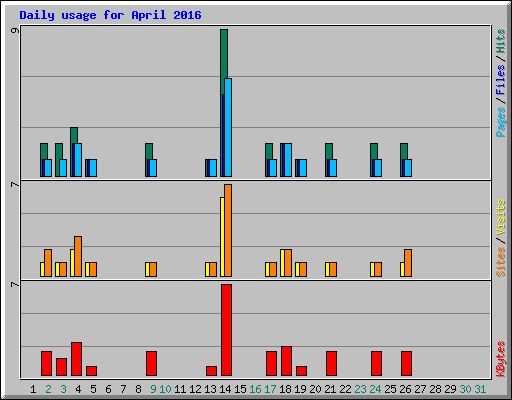 Daily usage for April 2016
9
Pages / Files / Hits
7
Sites / Visits
7
KBytes
1 2 3 4 5 6 7 8 9 10 11 12 13 14 15 16 17 18 19 20 21 22 23 24 25 26 27 28 29 30 31